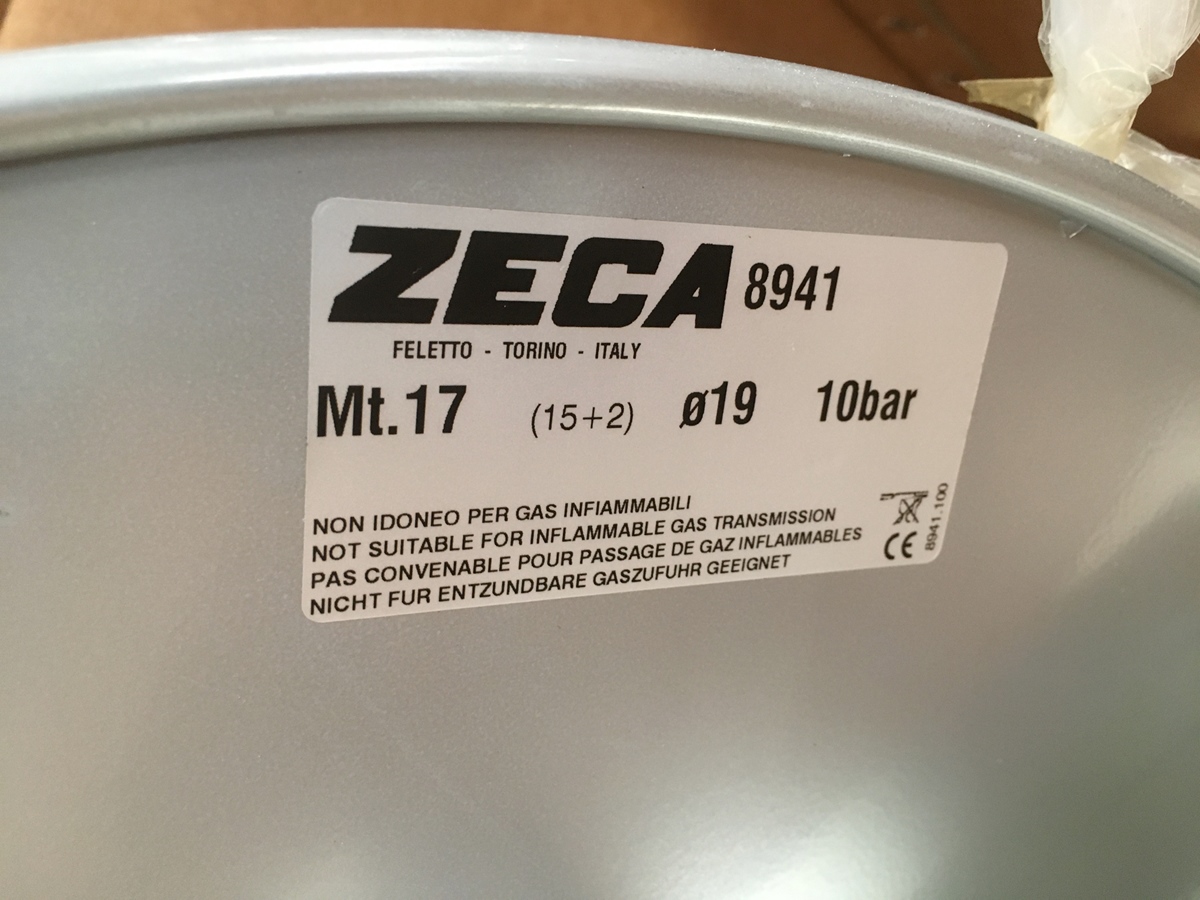 ZECA 8941
FELETTO - TORINO - ITALY
Mt.17 (15+2) ø19 10bar
NON IDONEO PER GAS INFIAMMABILI
NOT SUITABLE FOR INFLAMMABLE GAS TRANSMISSION
PAS CONVENABLE POUR PASSAGE DE GAZ INFLAMMABLES
NICHT FUR ENTZUNDBARE GASZUFUHR GEEIGNET
CE
8941.100